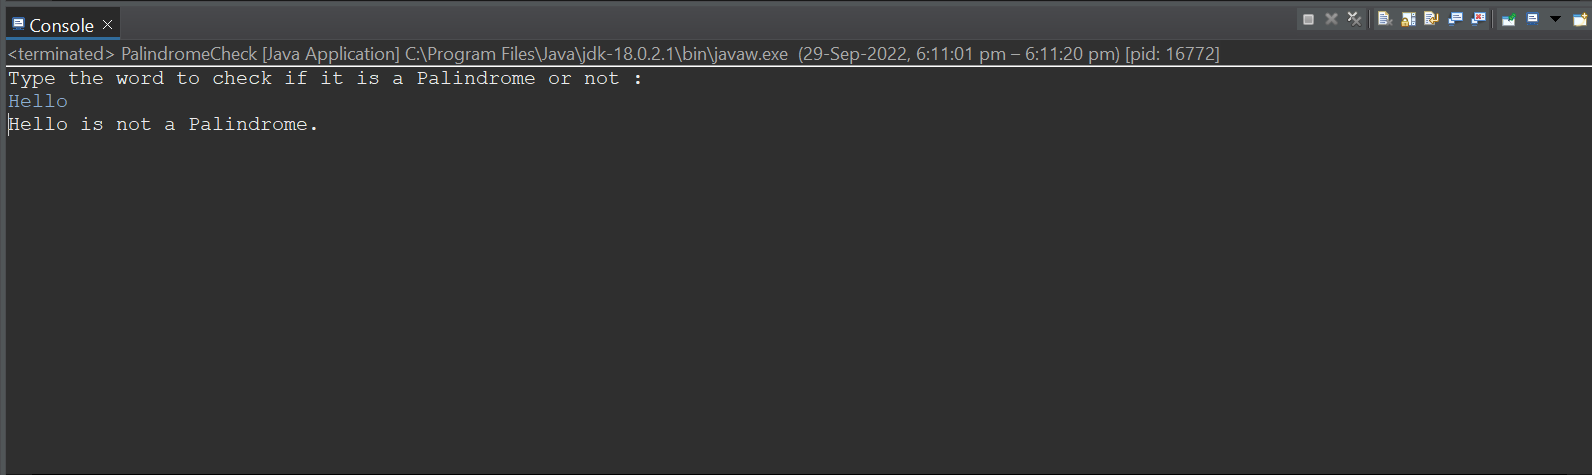 Console
<terminated> PalindromeCheck [Java Application] C:\Program Files\Java\jdk-18.0.2.1\bin\javaw.exe (29-Sep-2022, 6:11:01 pm – 6:11:20 pm) [pid: 16772]
Type the word to check if it is a Palindrome or not :
Hello
Hello is not a Palindrome.